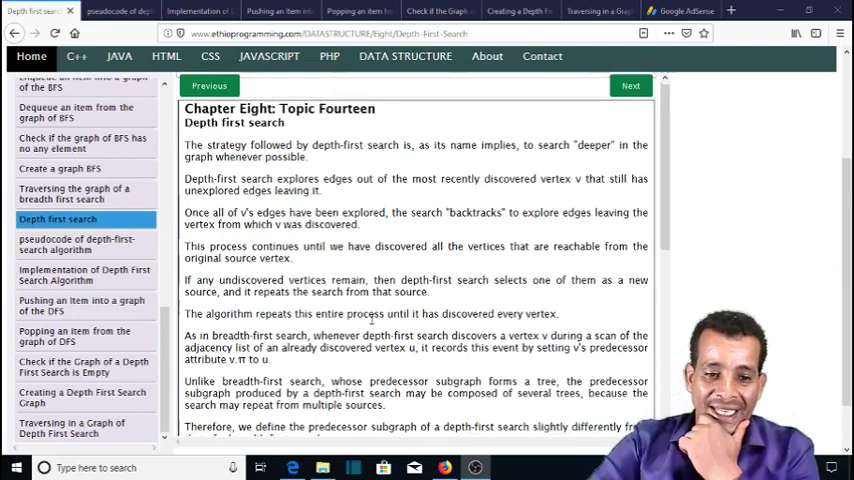 Depth first searc
pseudocode of dept
Implementation of D
Pushing an Item into
Popping an item fro
Check if the Graph o
Creating a Depth Fi
Traversing in a Gra
Google AdSense
www.ethioprogramming.com/DATASTRUCTURE/Eight/Depth-First-Search
Home C++ JAVA HTML CSS JAVASCRIPT PHP DATA STRUCTURE About Contact
Enqueue an item into a graph
of the BFS
Dequeue an item from the
graph of BFS
Check if the graph of BFS has
no any element
Create a graph BFS
Traversing the graph of a
breadth first search
Depth first search
pseudocode of depth-first-
search algorithm
Implementation of Depth First
Search Algorithm
Pushing an Item into a graph
of the DFS
Popping an item from the
graph of DFS
Check if the Graph of a Depth
First Search is Empty
Creating a Depth First Search
Graph
Traversing in a Graph of
Depth First Search
Previous Next
Chapter Eight: Topic Fourteen
Depth first search
The strategy followed by depth-first search is, as its name implies, to search "deeper" in the
graph whenever possible.
Depth-first search explores edges out of the most recently discovered vertex v that still has
unexplored edges leaving it.
Once all of v's edges have been explored, the search "backtracks" to explore edges leaving the
vertex from which v was discovered.
This process continues until we have discovered all the vertices that are reachable from the
original source vertex.
If any undiscovered vertices remain, then depth-first search selects one of them as a new
source, and it repeats the search from that source.
The algorithm repeats this entire process until it has discovered every vertex.
As in breadth-first search, whenever depth-first search discovers a vertex v during a scan of the
adjacency list of an already discovered vertex u, it records this event by setting v's predecessor
attribute v.π to u.
Unlike breadth-first search, whose predecessor subgraph forms a tree, the predecessor
subgraph produced by a depth-first search may be composed of several trees, because the
search may repeat from multiple sources.
Therefore, we define the predecessor subgraph of a depth-first search slightly differently fr
Type here to search